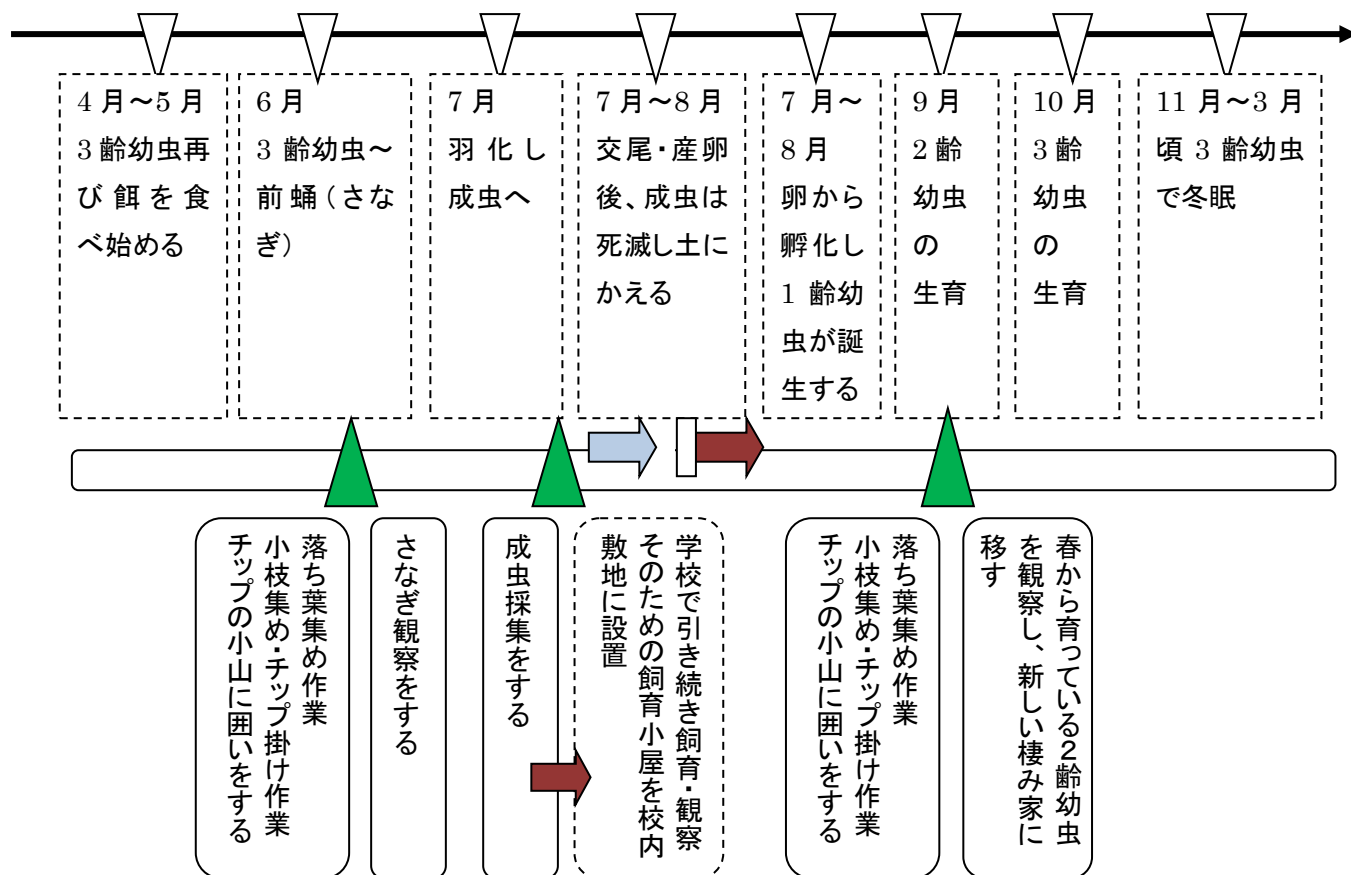 4 月～5 月
3 齢幼虫再
び餌を食
べ始める
6 月
3 齢幼虫～
前蛹（さな
ぎ）
7 月
羽化し
成虫へ
7 月～8 月
交尾・産卵
後、成虫は
死滅し土に
かえる
7 月～
8 月
卵から
孵化し
1 齢幼
虫が誕
生する
9 月
2 齢
幼虫
の
生育
10 月
3 齢
幼虫
の
生育
11 月～3 月
頃 3 齢幼虫
で冬眠
落ち葉集め作業
小枝集め・チップ掛け作業
チップの小山に囲いをする
さなぎ観察をする
成虫採集をする
学校で引き続き飼育・観察
そのための飼育小屋を校内
敷地に設置
落ち葉集め作業
小枝集め・チップ掛け作業
チップの小山に囲いをする
春から育っている２齢幼虫
を観察し、新しい棲み家に
移す